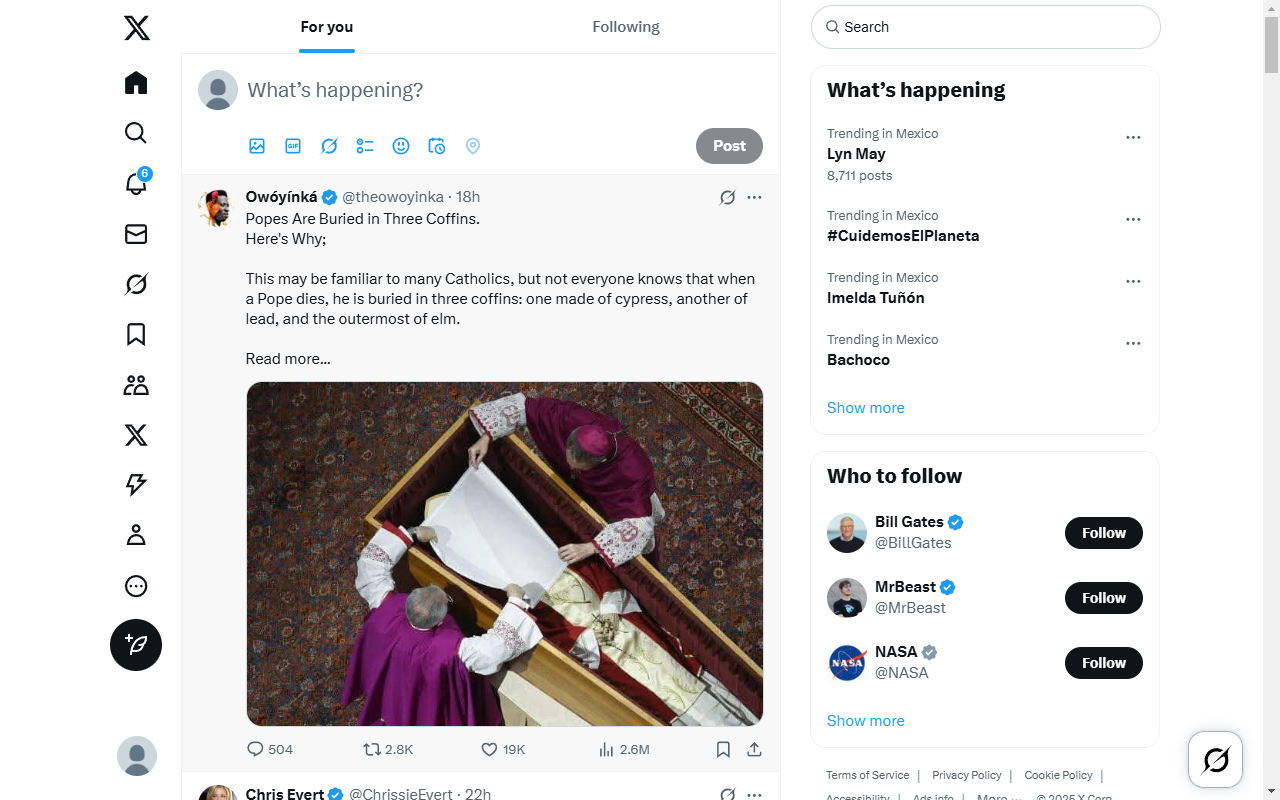 For you
Following
What's happening?
GIF
Post
6
Owóyínká @theowoyinka · 18h
Popes Are Buried in Three Coffins.
Here's Why;
This may be familiar to many Catholics, but not everyone knows that when
a Pope dies, he is buried in three coffins: one made of cypress, another of
lead, and the outermost of elm.
Read more...
504
2.8K
19K
2.6M
Chris Evert @ChrissieEvert · 22h
Search
What's happening
Trending in Mexico
Lyn May
8,711 posts
Trending in Mexico
#CuidemosElPlaneta
Trending in Mexico
Imelda Tuñón
Trending in Mexico
Bachoco
Show more
Who to follow
Bill Gates
@BillGates
Follow
MrBeast
@MrBeast
Follow
NASA
NASA
@NASA
Follow
Show more
Terms of Service | Privacy Policy | Cookie Policy |
Accessibility | Ads info | More ... © 2025 X Corp.